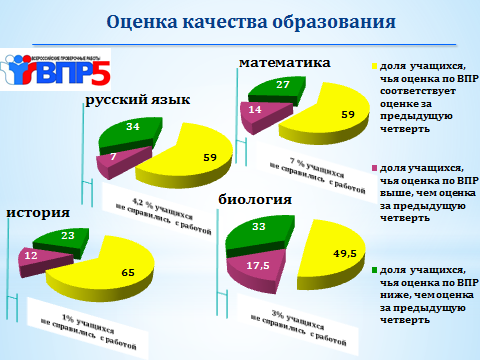 Оценка качества образования
ВСЕРОССИЙСКИЕ ПРОВЕРОЧНЫЕ РАБОТЫ
ВПР5
математика
27
14
59
7 % учащихся
не справились с работой
русский язык
34
7
59
4,2 % учащихся
не справились с работой
история
23
12
65
1% учащихся
не справились с работой
биология
33
17,5
49,5
3% учащихся
не справились с работой
доля учащихся,
чья оценка по ВПР
соответствует
оценке за
предыдущую
четверть
доля учащихся,
чья оценка по ВПР
выше, чем оценка
за предыдущую
четверть
доля учащихся,
чья оценка по ВПР
ниже, чем оценка
за предыдущую
четверть